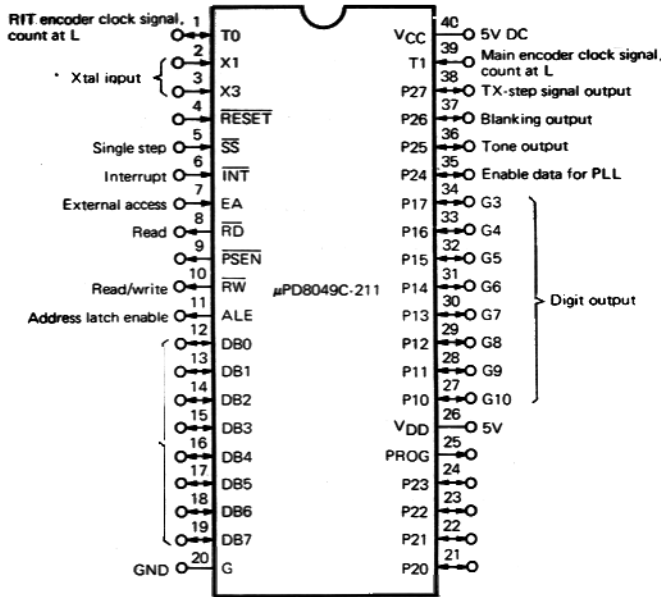 RIT encoder clock signal,
count at L
1
T0
2
X1
Xtal input
3
X3
4
RESET
5
Single step
SS
6
Interrupt
INT
7
External access
EA
8
Read
RD
9
PSEN
10
Read/write
RW
11
Address latch enable
ALE
12
DB0
13
DB1
14
DB2
15
DB3
16
DB4
17
DB5
18
DB6
19
DB7
20
GND
G
μPD8049C-211
40
VCC
5V DC
39
T1
Main encoder clock signal,
count at L
38
P27
TX-step signal output
37
P26
Blanking output
36
P25
Tone output
35
P24
Enable data for PLL
34
P17
G3
33
P16
G4
32
P15
G5
31
P14
G6
Digit output
30
P13
G7
29
P12
G8
28
P11
G9
27
P10
G10
26
VDD
5V
25
PROG
24
P23
23
P22
22
P21
21
P20